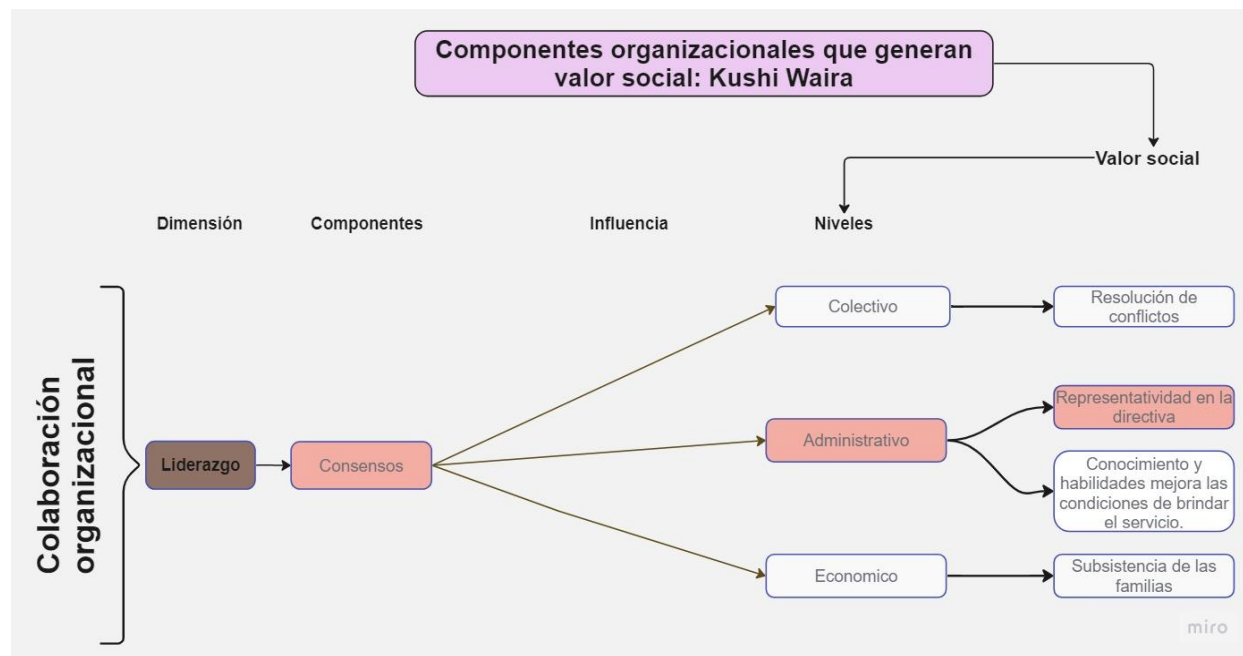 Componentes organizacionales que generan
valor social: Kushi Waira
Valor social
Dimensión
Componentes
Influencia
Niveles
Colaboración
organizacional
Liderazgo
Consensos
Colectivo
Resolución de
conflictos
Administrativo
Representatividad en la
directiva
Conocimiento y
habilidades mejora las
condiciones de brindar
el servicio.
Economico
Subsistencia de las
familias
miro